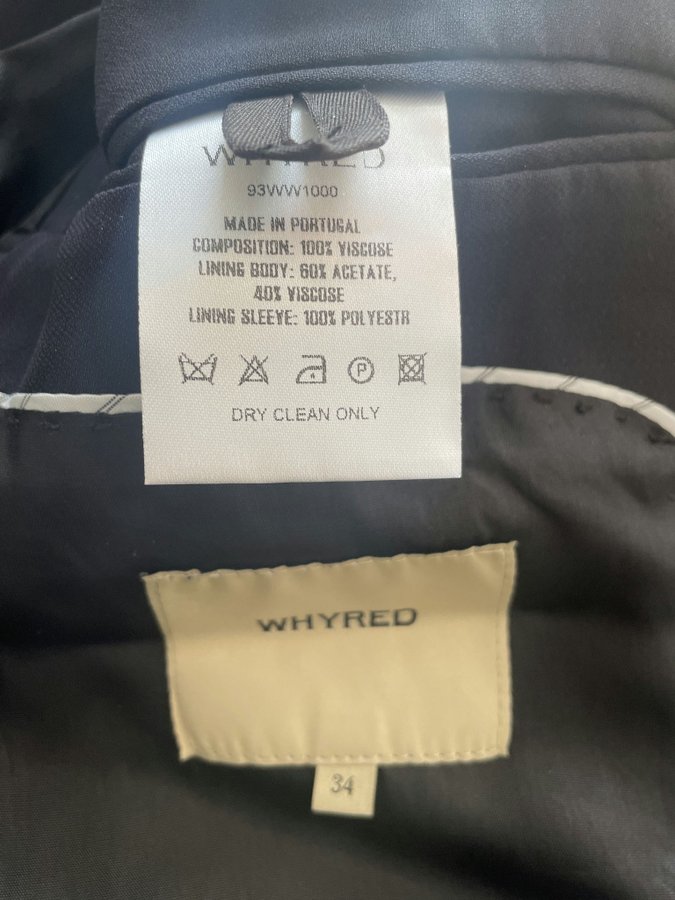 WHYRED
93WW1000
MADE IN PORTUGAL
COMPOSITION: 100% VISCOSE
LINING BODY: 60% ACETATE,
40% VISCOSE
LINING SLEEVE: 100% POLYESTR
P
DRY CLEAN ONLY
WHYRED
34